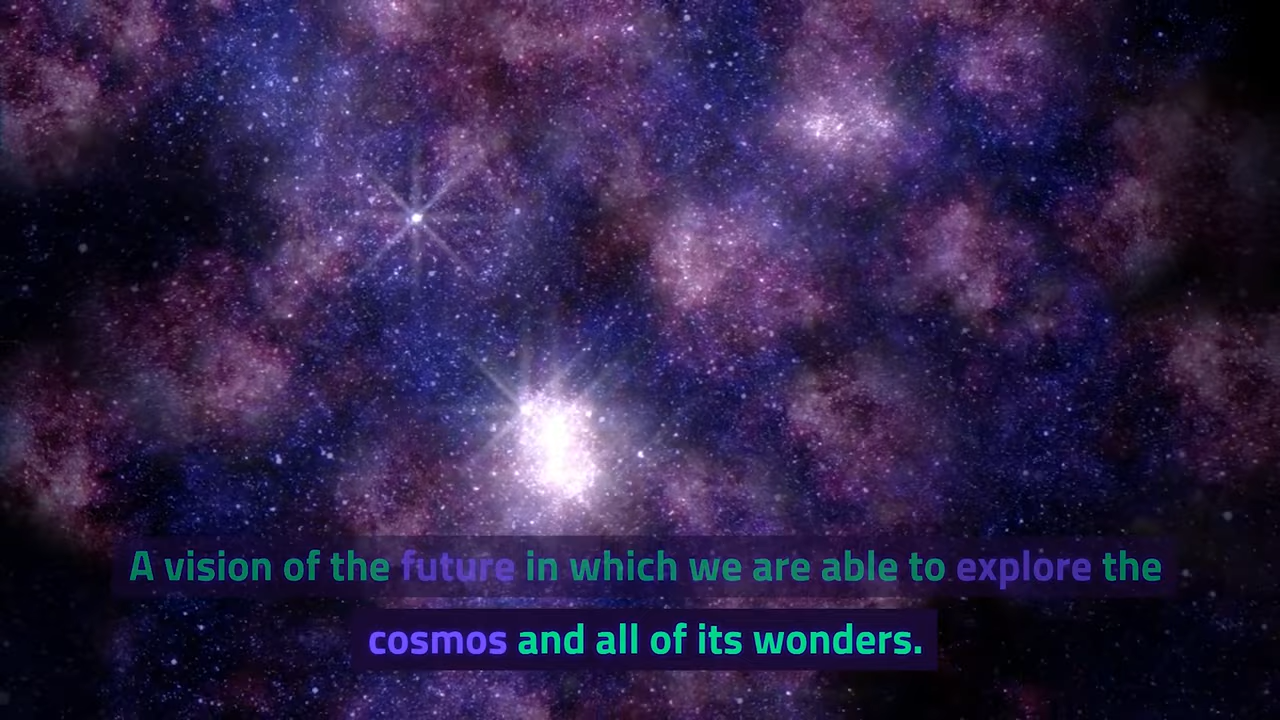 A vision of the future in which we are able to explore the
cosmos and all of its wonders.